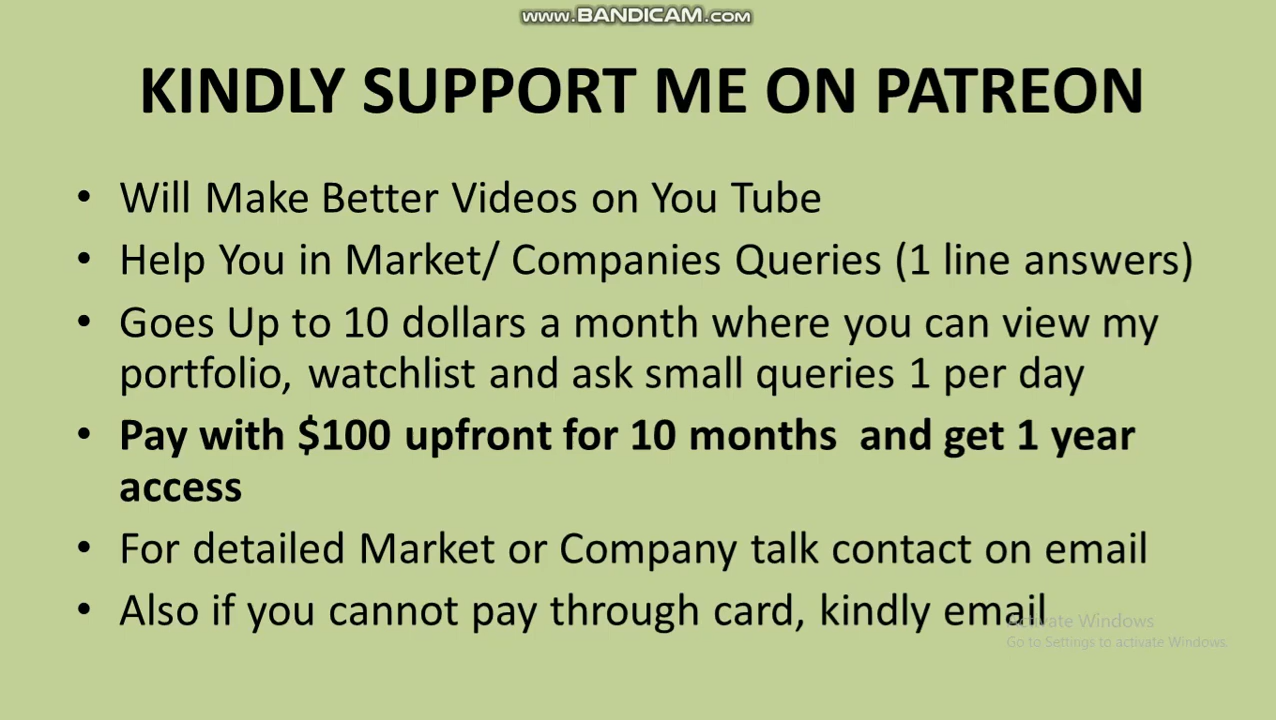 www.BANDICAM.com
KINDLY SUPPORT ME ON PATREON
• Will Make Better Videos on You Tube
• Help You in Market/ Companies Queries (1 line answers)
• Goes Up to 10 dollars a month where you can view my
portfolio, watchlist and ask small queries 1 per day
• Pay with $100 upfront for 10 months  and get 1 year
access
• For detailed Market or Company talk contact on email
• Also if you cannot pay through card, kindly email
Activate Windows
Go to Settings to activate Windows.